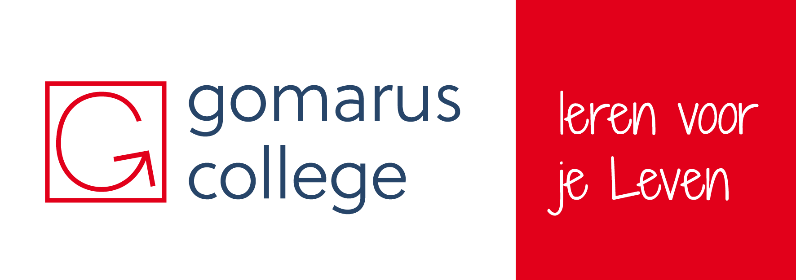 G
gomarus
college
leren voor
je Leven